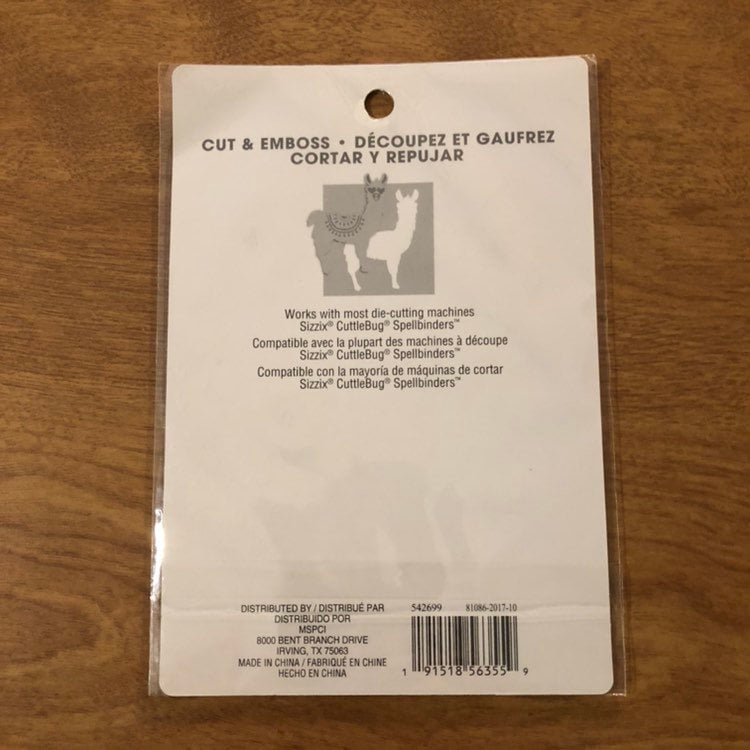 CUT & EMBOSS • DÉCOUPEZ ET GAUFREZ
CORTAR Y REPUJAR
Works with most die-cutting machines
Sizzix® CuttleBug® Spellbinders™
Compatible avec la plupart des machines à découpe
Sizzix® CuttleBug® Spellbinders™
Compatible con la mayoría de máquinas de cortar
Sizzix® CuttleBug® Spellbinders™
DISTRIBUTED BY / DISTRIBUÉ PAR
DISTRIBUIDO POR
MSPCI
8000 BENT BRANCH DRIVE
IRVING, TX 75063
MADE IN CHINA / FABRIQUÉ EN CHINE
HECHO EN CHINA
542699 81086-2017-10
1 91518 56355 9